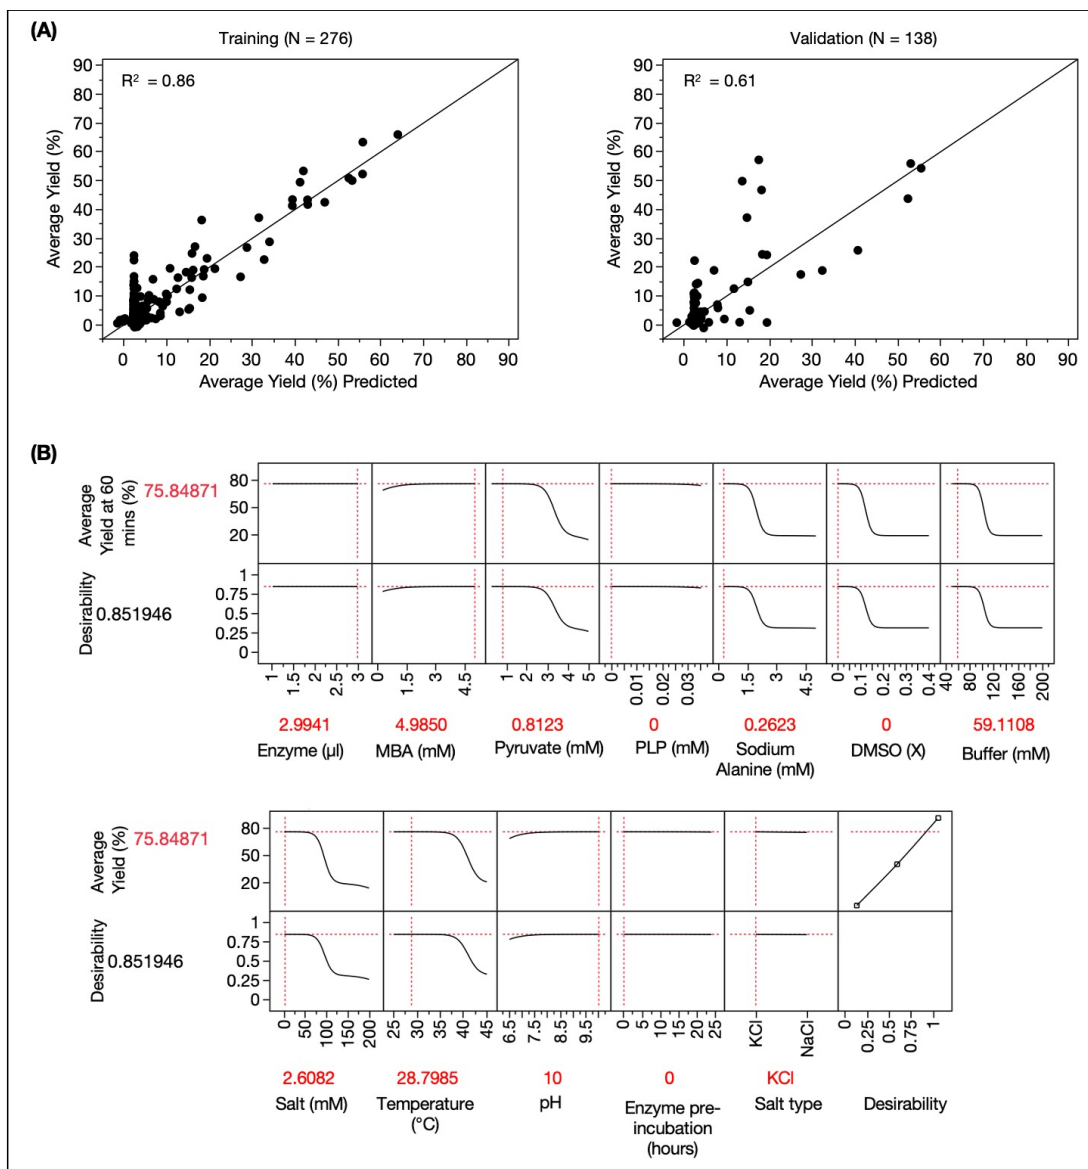 (A)
Training (N = 276)
Validation (N = 138)
R² = 0.86
R² = 0.61
Average Yield (%)
90
80
70
60
50
40
30
20
10
0
0 10 20 30 40 50 60 70 80 90
Average Yield (%) Predicted
Average Yield (%)
90
80
70
60
50
40
30
20
10
0
0 10 20 30 40 50 60 70 80 90
Average Yield (%) Predicted
(B)
Average
Yield at 60
mins (%)
75.84871
80
50
20
Desirability
0.851946
1
0.75
0.5
0.25
0
1 1.5 2 2.5 3
0 1.5 3 4.5
1 2 3 4 5
0 0.01 0.02 0.03
0 1.5 3 4.5
0 0.1 0.2 0.3 0.4
40 80 120 160 200
2.9941 4.9850 0.8123 0 0.2623 0 59.1108
Enzyme (µl) MBA (mM) Pyruvate (mM) PLP (mM) Sodium
Alanine (mM) DMSO (X) Buffer (mM)
Average
Yield (%)
75.84871
80
50
20
Desirability
0.851946
1
0.75
0.5
0.25
0
0 50 100 150 200
25 30 35 40 45
6.5 7.5 8.5 9.5
0 5 10 15 20 25
KCl NaCl
0 0.25 0.5 0.75 1
2.6082 28.7985 10 0 KCl
Salt (mM) Temperature
(°C) pH Enzyme pre-
incubation
(hours) Salt type Desirability